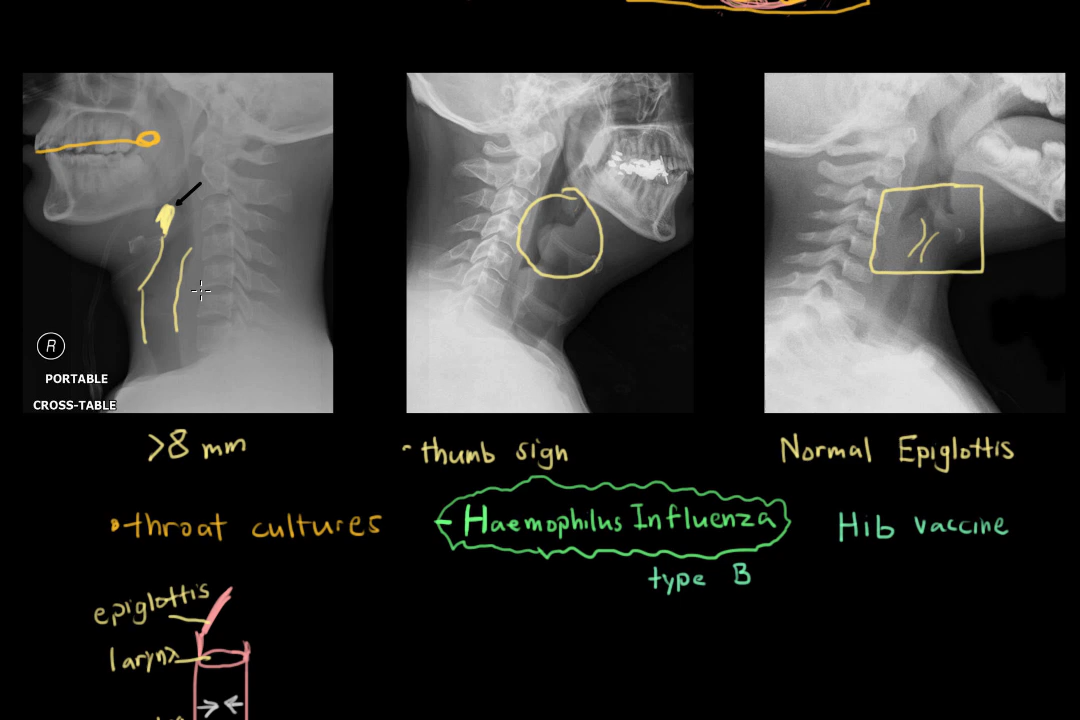 R
PORTABLE
CROSS-TABLE
>8 mm
- thumb sign
Normal Epiglottis
•throat cultures
- Haemophilus Influenza
type B
Hib vaccine
epiglottis
larynx